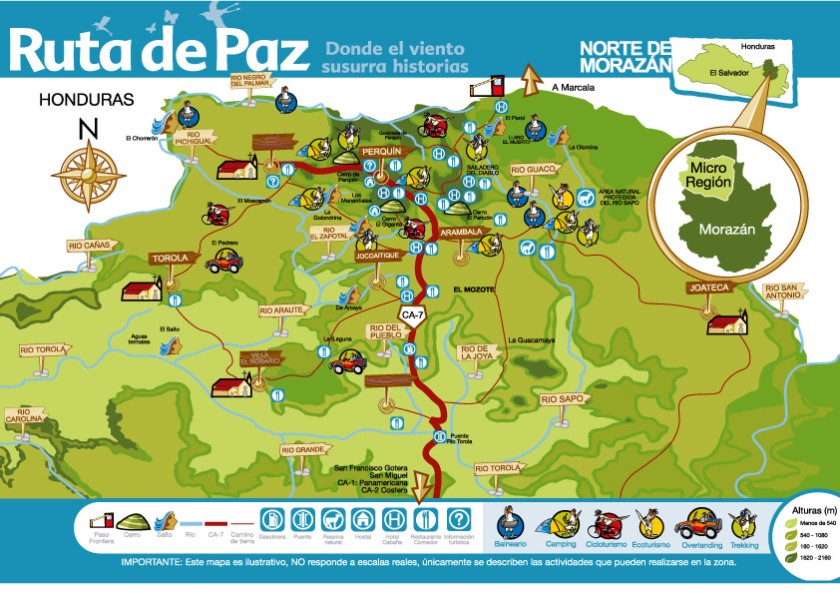 Ruta de Paz
Donde el viento
susurra historias
NORTE DE
MORAZÁN
Honduras
El Salvador
A Marcala
HONDURAS
N
RIO NEGRO
DEL PALMAR
El Chorrerón
RIO
PICHIGUAL
PERQUÍN
Cerro de
Perquín
El Perol
LLANO
EL MUERTO
La Olomina
BAILADERO
DEL DIABLO
RIO GUACO
AREA NATURAL
PROTEGIDA
DEL RIO SAPO
Micro
Región
Morazán
El Moscarrón
Los
Manantiales
La
Golondrina
Cerro
El Gigante
Cerro
El Pericón
RIO
EL ZAPOTAL
ARAMBALA
RIO CAÑAS
El Pedrero
TOROLA
JOCOAITIQUE
EL MOZOTE
JOATECA
RIO SAN
ANTONIO
De Amaya
RIO ARAUTE
CA-7
RIO DEL
PUEBLO
El Salto
Aguas
termales
La Laguna
La Guacamaya
RIO TOROLA
VILLA
EL ROSARIO
RIO DE
LA JOYA
RIO SAPO
RIO
CAROLINA
Puente
Rio Torola
RIO GRANDE
RIO TOROLA
San Francisco Gotera
San Miguel
CA-1: Panamericana
CA-2 Costera
Paso
Frontera
Cerro
Salto
Río
CA-7
Camino
de tierra
Gasolinera
Puente
Reserva
natural
Hostal
Hotel
Cabaña
Restaurante
Comedor
Información
turística
Balneario
Camping
Cicloturismo
Ecoturismo
Overlanding
Trekking
Alturas (m)
Menos de 540
540 - 1080
180 - 1620
1620 - 2160
IMPORTANTE: Este mapa es ilustrativo, NO responde a escalas reales, únicamente se describen las actividades que pueden realizarse en la zona.